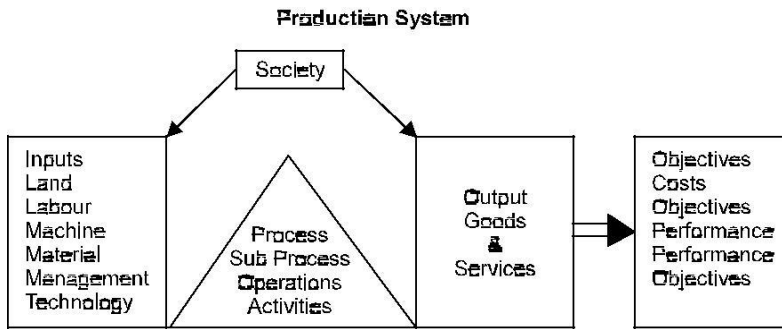 Production System
Society
Inputs
Land
Labour
Machine
Material
Management
Technology
Process
Sub Process
Operations
Activities
Output
Goods
&
Services
Objectives
Costs
Objectives
Performance
Performance
Objectives